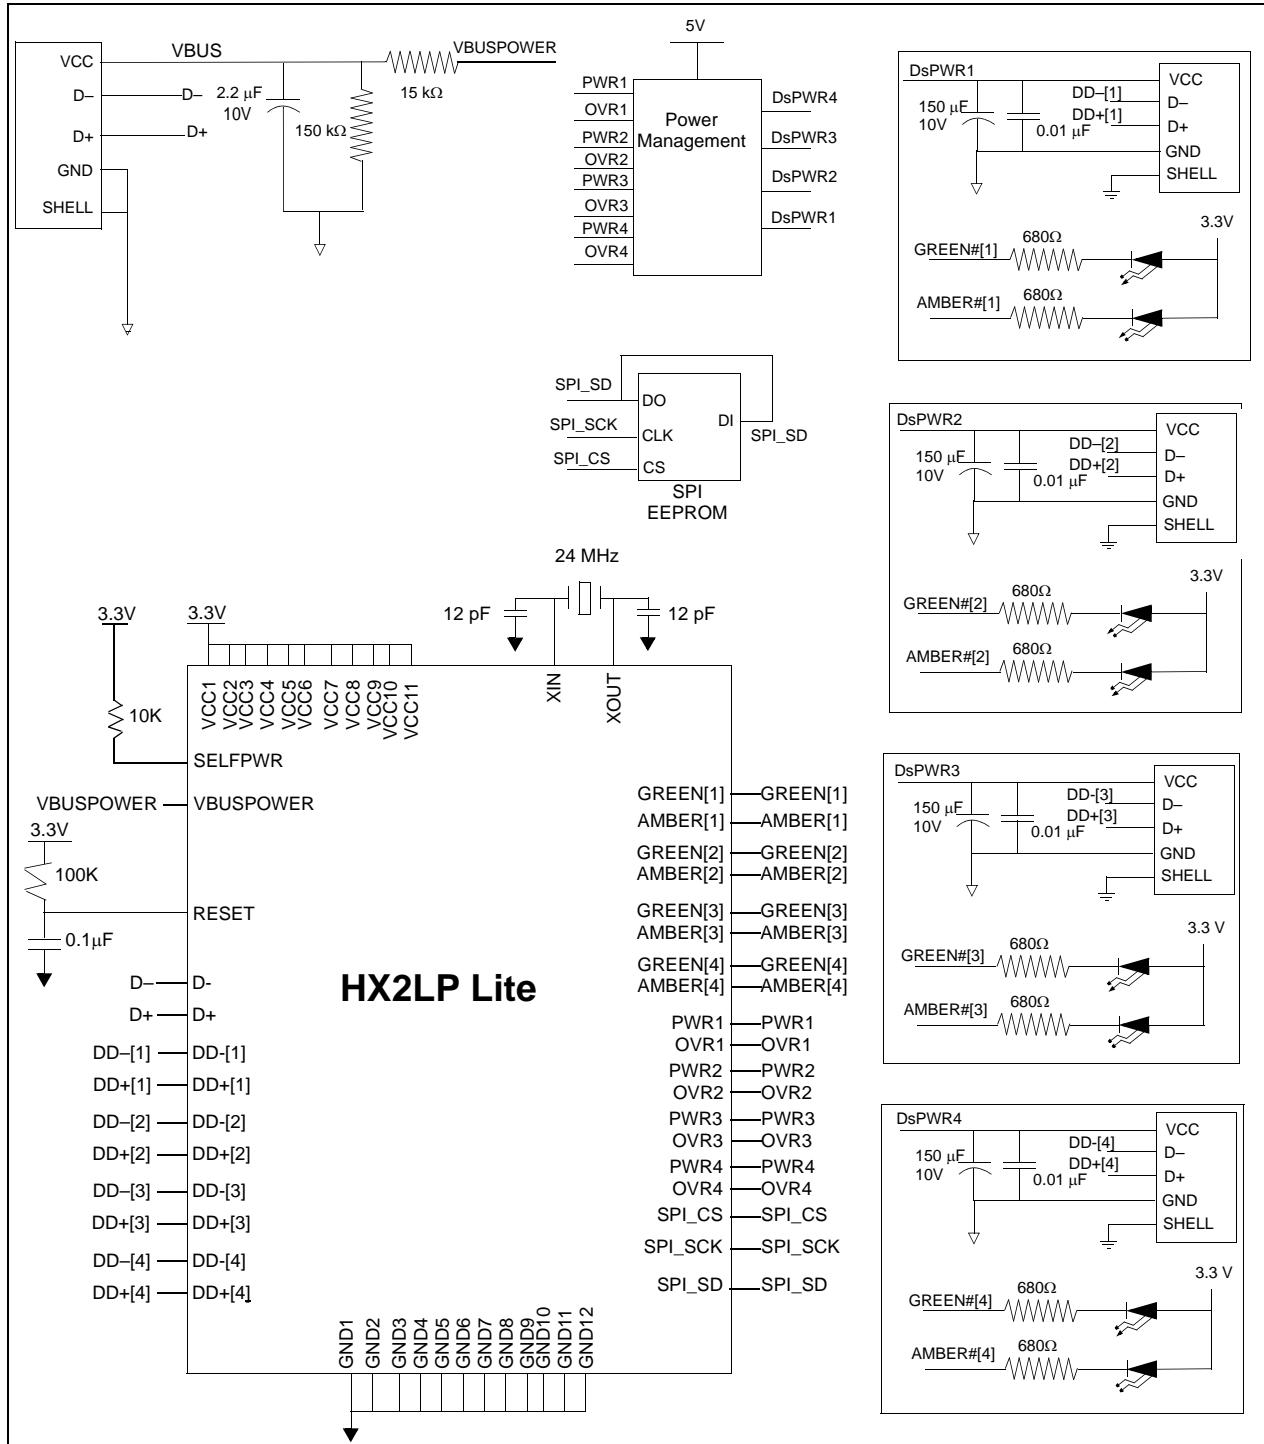 VCC
D–
D+
GND
SHELL
VBUS
D–
D+
2.2 µF
10V
150 kΩ
15 kΩ
VBUSPOWER
5V
PWR1
OVR1
PWR2
OVR2
PWR3
OVR3
PWR4
OVR4
Power
Management
DsPWR4
DsPWR3
DsPWR2
DsPWR1
SPI_SD
SPI_SCK
SPI_CS
DO
CLK
CS
DI
SPI_SD
SPI
EEPROM
DsPWR1
150 µF
10V
0.01 µF
DD–[1]
DD+[1]
VCC
D–
D+
GND
SHELL
3.3V
680Ω
GREEN#[1]
680Ω
AMBER#[1]
DsPWR2
150 µF
10V
0.01 µF
DD–[2]
DD+[2]
VCC
D–
D+
GND
SHELL
3.3V
680Ω
GREEN#[2]
680Ω
AMBER#[2]
DsPWR3
150 µF
10V
0.01 µF
DD-[3]
DD+[3]
VCC
D–
D+
GND
SHELL
3.3 V
680Ω
GREEN#[3]
680Ω
AMBER#[3]
DsPWR4
150 µF
10V
0.01 µF
DD-[4]
DD+[4]
VCC
D–
D+
GND
SHELL
3.3 V
680Ω
GREEN#[4]
680Ω
AMBER#[4]
24 MHz
12 pF
12 pF
3.3V
3.3V
10K
VCC1
VCC2
VCC3
VCC4
VCC5
VCC6
VCC7
VCC8
VCC9
VCC10
VCC11
XIN
XOUT
SELFPWR
VBUSPOWER
VBUSPOWER
3.3V
100K
RESET
0.1µF
HX2LP Lite
D– D-
D+ D+
DD–[1] DD-[1]
DD+[1] DD+[1]
DD–[2] DD-[2]
DD+[2] DD+[2]
DD–[3] DD-[3]
DD+[3] DD+[3]
DD–[4] DD-[4]
DD+[4] DD+[4]
GREEN[1] GREEN[1]
AMBER[1] AMBER[1]
GREEN[2] GREEN[2]
AMBER[2] AMBER[2]
GREEN[3] GREEN[3]
AMBER[3] AMBER[3]
GREEN[4] GREEN[4]
AMBER[4] AMBER[4]
PWR1 PWR1
OVR1 OVR1
PWR2 PWR2
OVR2 OVR2
PWR3 PWR3
OVR3 OVR3
PWR4 PWR4
OVR4 OVR4
SPI_CS SPI_CS
SPI_SCK SPI_SCK
SPI_SD SPI_SD
GND1
GND2
GND3
GND4
GND5
GND6
GND7
GND8
GND9
GND10
GND11
GND12